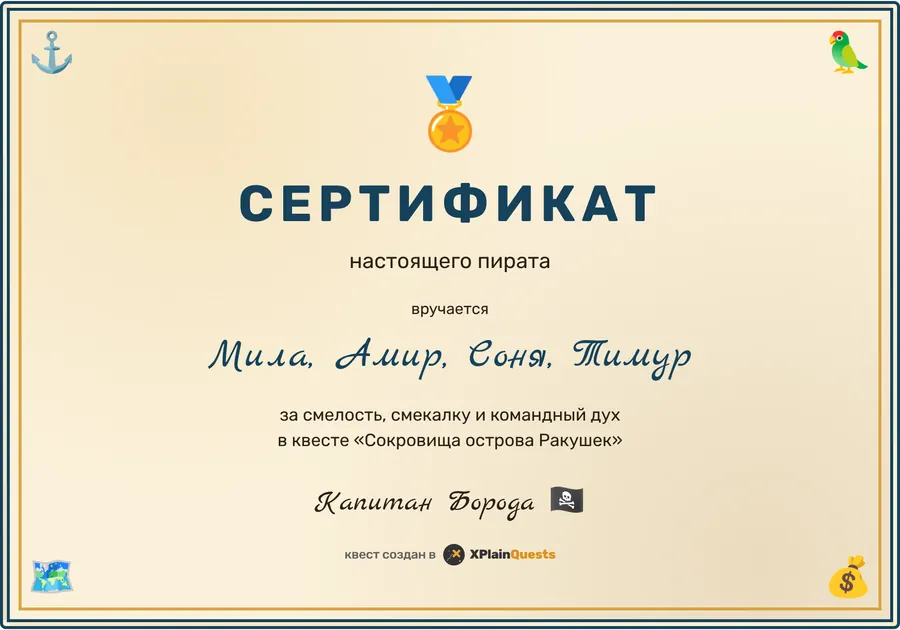 СЕРТИФИКАТ
настоящего пирата
вручается
Мила, Амир, Соня, Тимур
за смелость, смекалку и командный дух
в квесте «Сокровища острова Ракушек»
Капитан Борода
квест создан в XPlainQuests